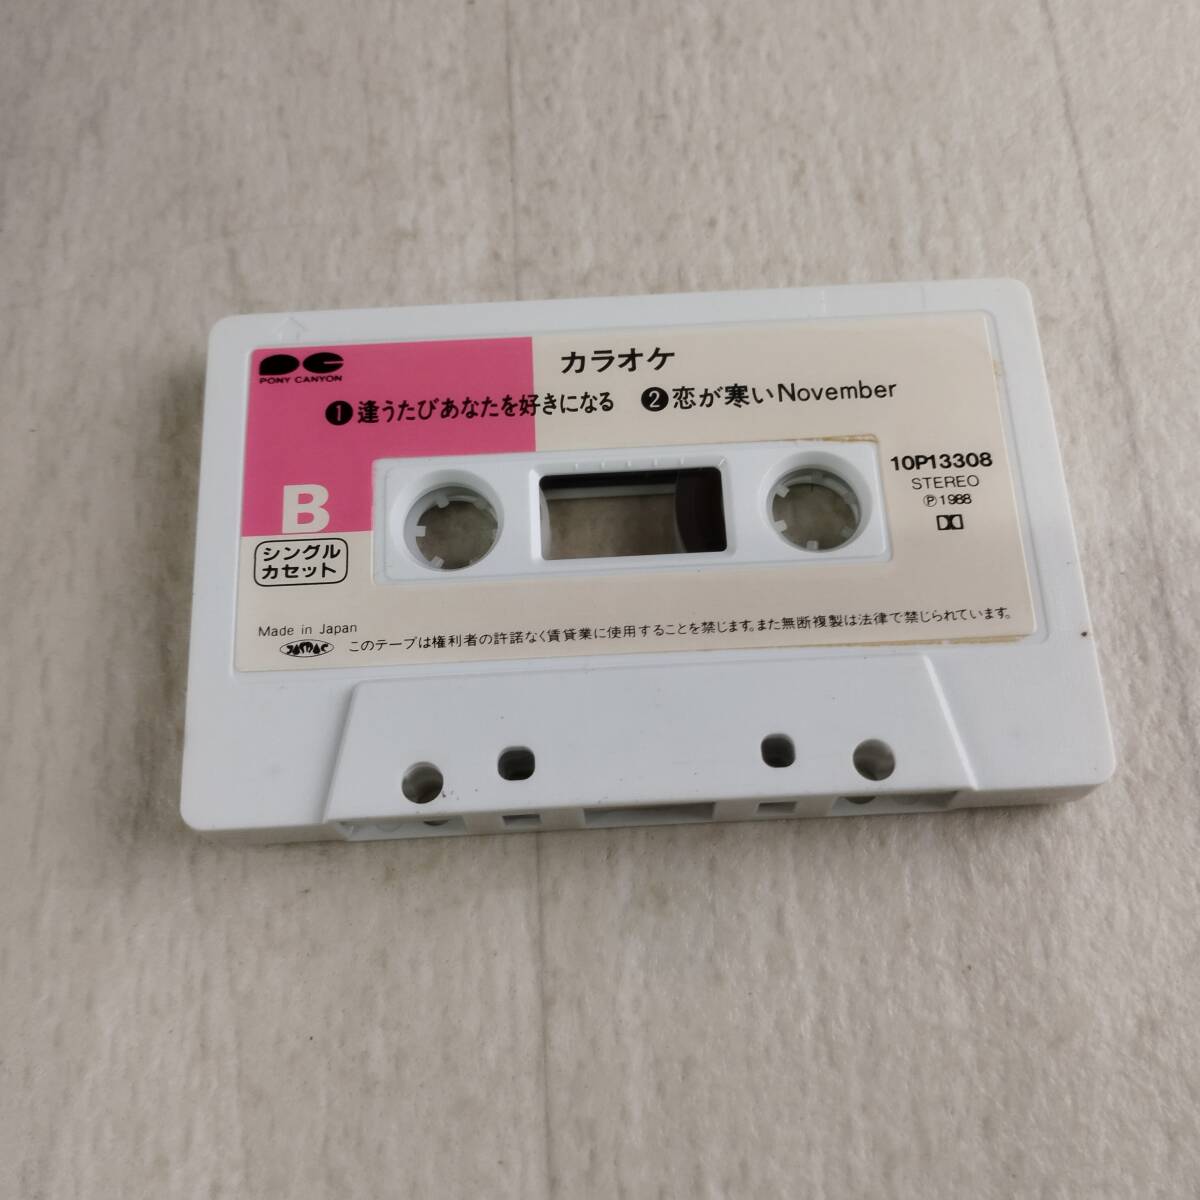 PC
PONY CANYON
カラオケ
❶逢うたびあなたを好きになる ❷恋が寒いNovember
10P13308
STEREO
Ⓟ1988
B
シングル
カセット
Made in Japan
JASRAC このテープは権利者の許諾なく賃貸業に使用することを禁じます。また無断複製は法律で禁じられています。